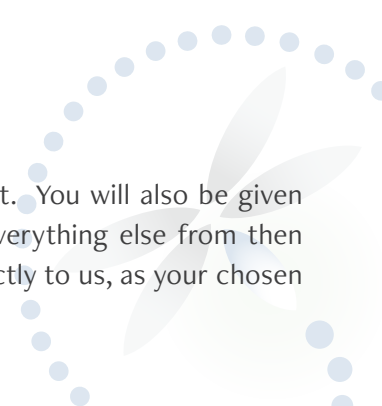 t. You will also be given
verything else from then
ctly to us, as your chosen